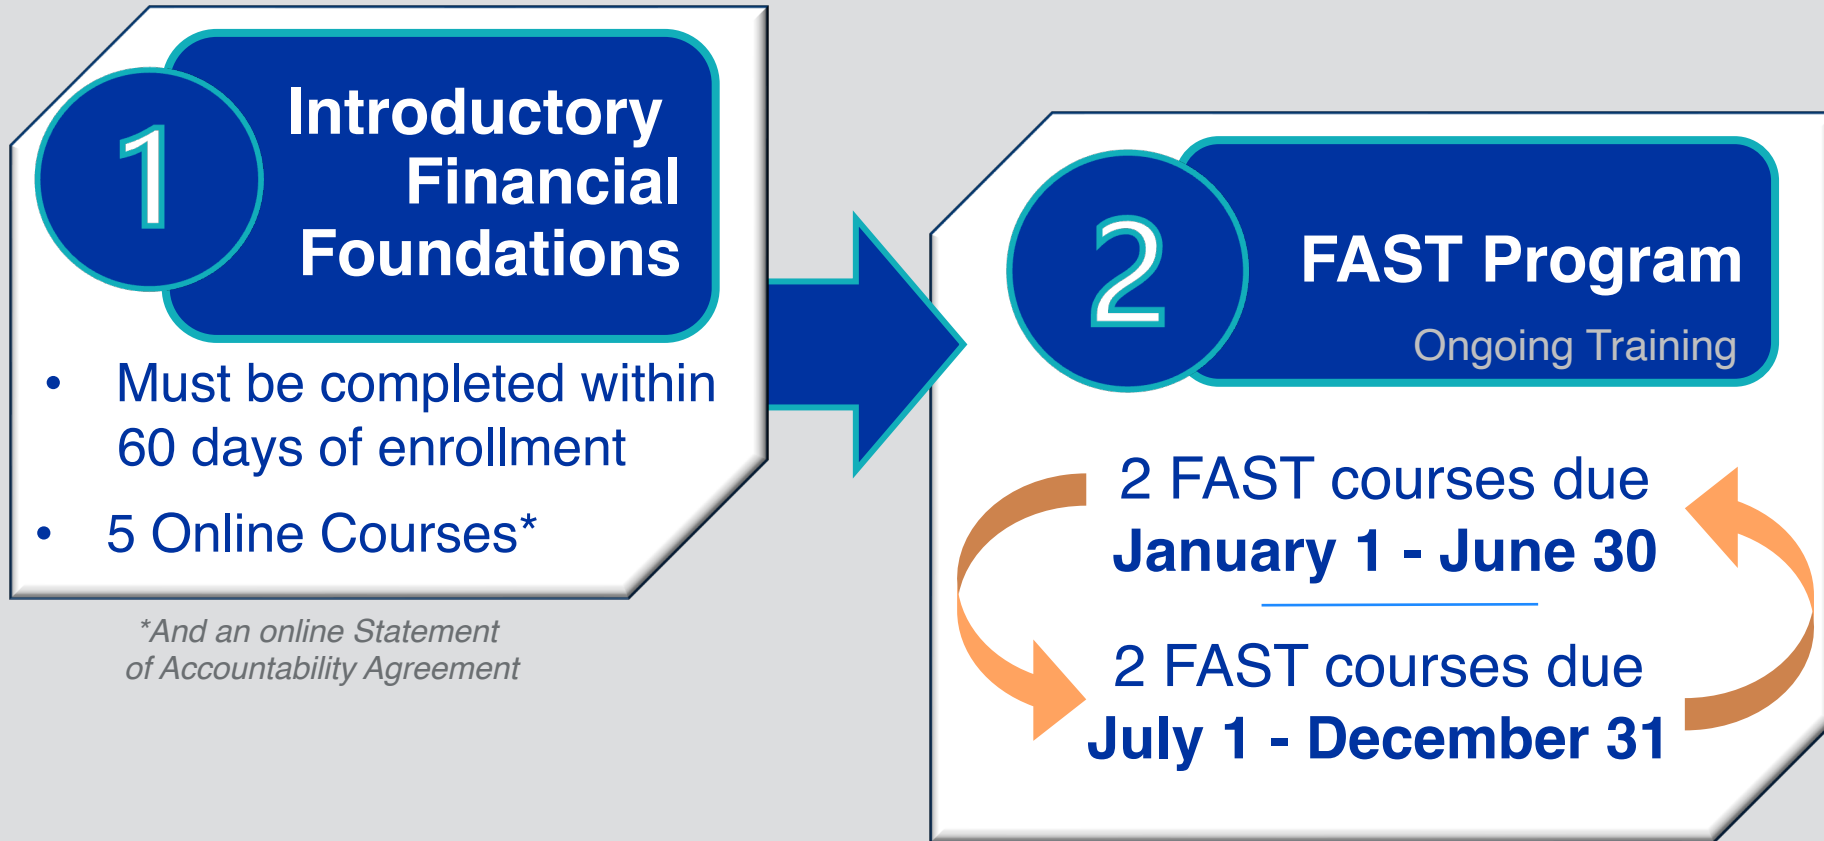 1
Introductory
Financial
Foundations
• Must be completed within
60 days of enrollment
• 5 Online Courses*
*And an online Statement
of Accountability Agreement
2
FAST Program
Ongoing Training
2 FAST courses due
January 1 - June 30
2 FAST courses due
July 1 - December 31